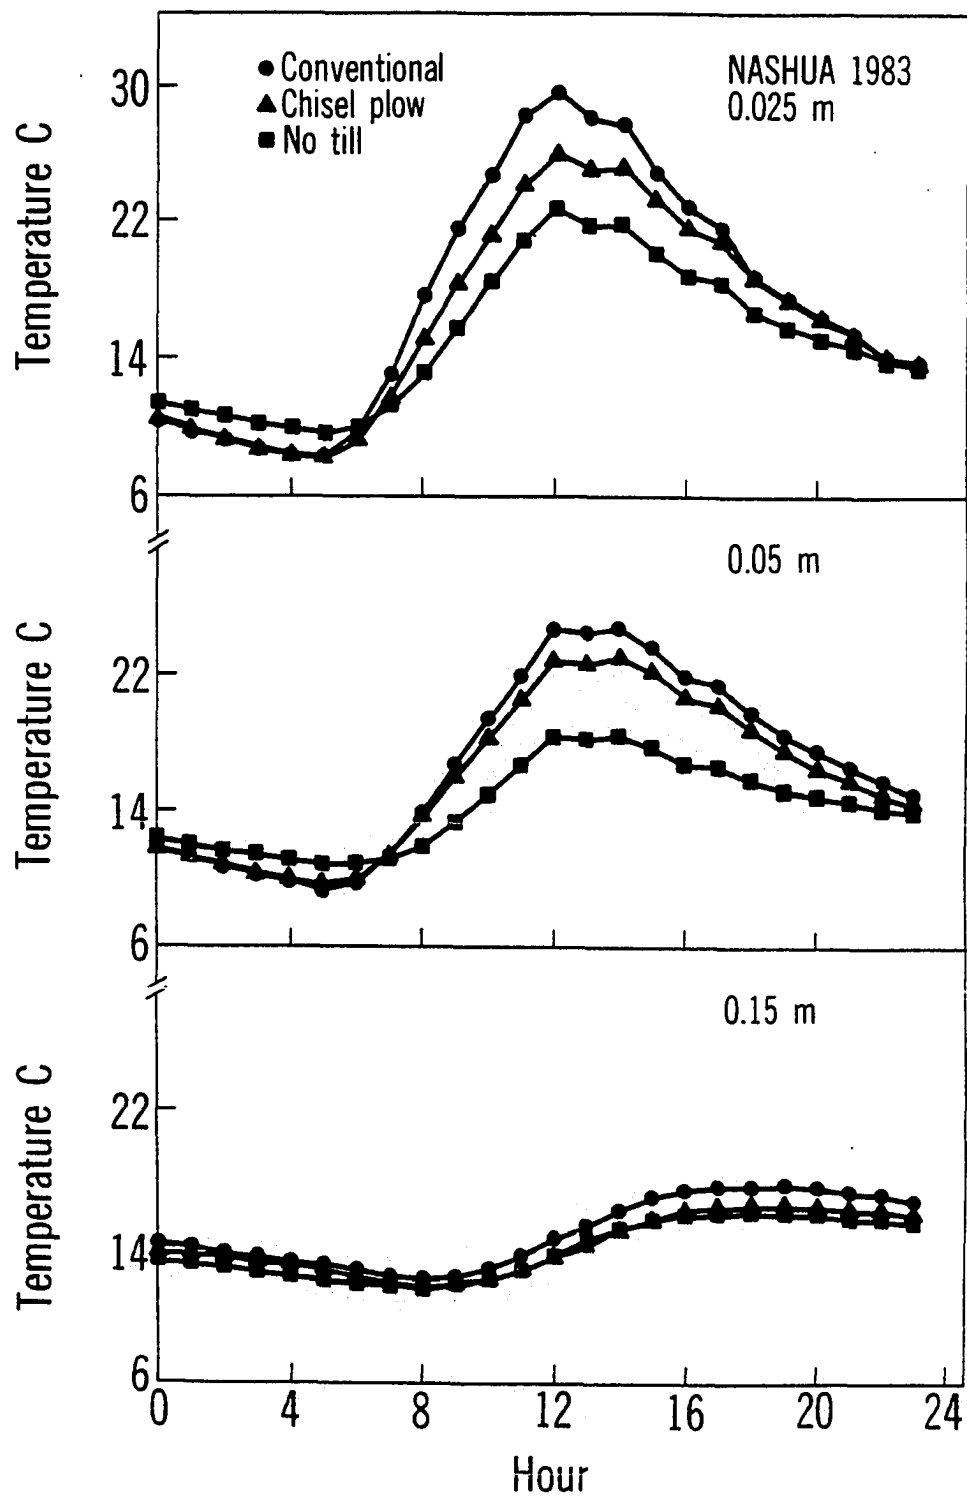 Conventional
Chisel plow
No till
NASHUA 1983
0.025 m
Temperature C
30
22
14
6
0.05 m
Temperature C
22
14
6
0.15 m
Temperature C
22
14
6
0 4 8 12 16 20 24
Hour